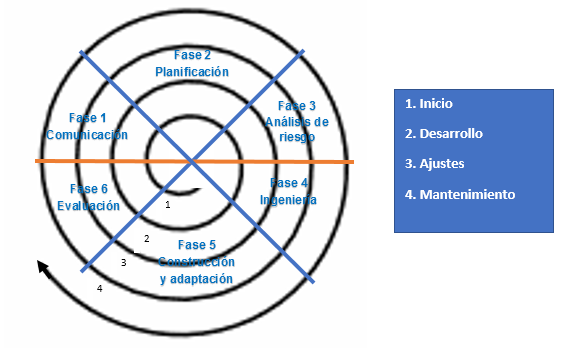 Fase 2
Planificación
Fase 1
Comunicación
Fase 3
Análisis de
riesgo
Fase 6
Evaluación
Fase 4
Ingeniería
Fase 5
Construcción
y adaptación
1
2
3
4
1. Inicio
2. Desarrollo
3. Ajustes
4. Mantenimiento